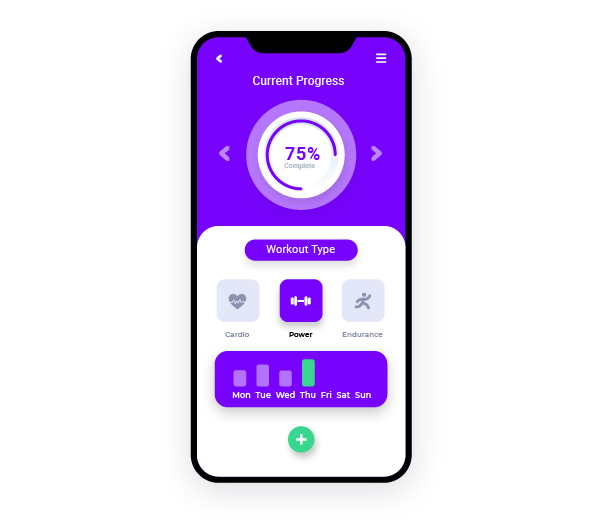 Current Progress
75%
Complete
Workout Type
Cardio Power Endurance
Mon Tue Wed Thu Fri Sat Sun